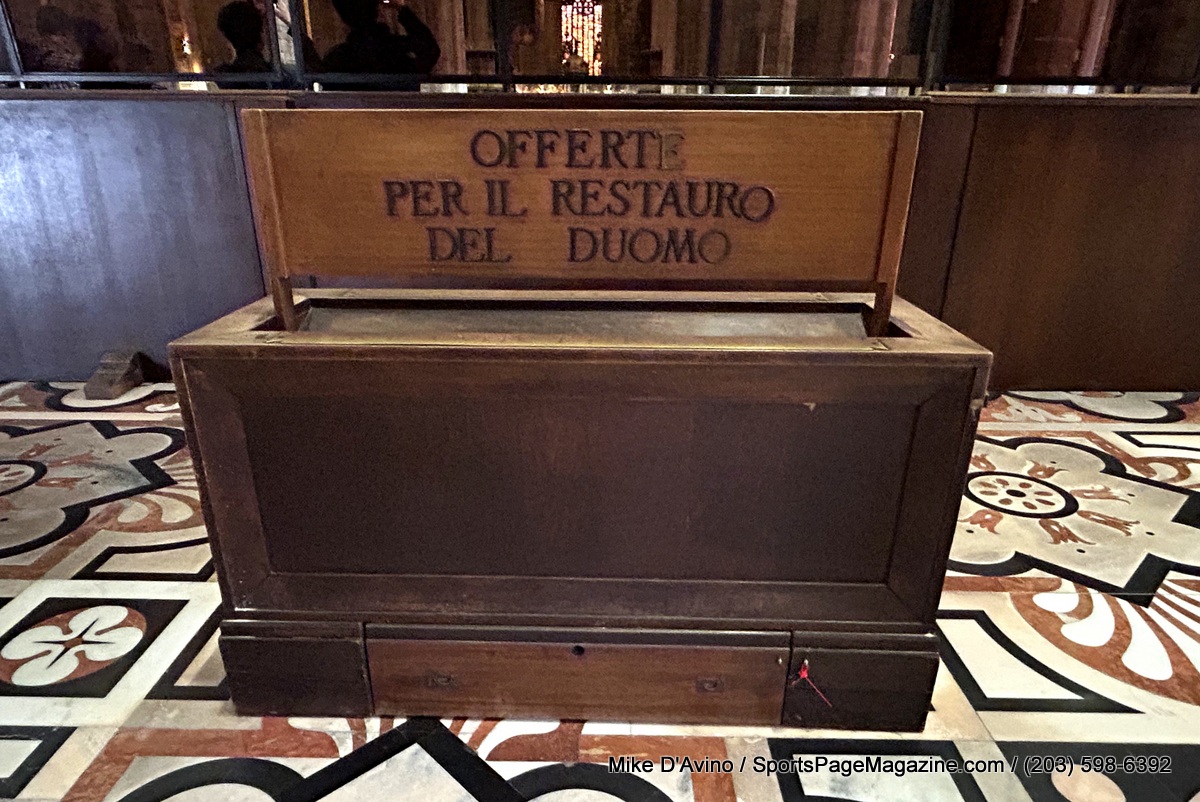 OFFERTE
PER IL RESTAURO
DEL DUOMO
Mike D'Avino / SportsPageMagazine.com / (203) 598-6392